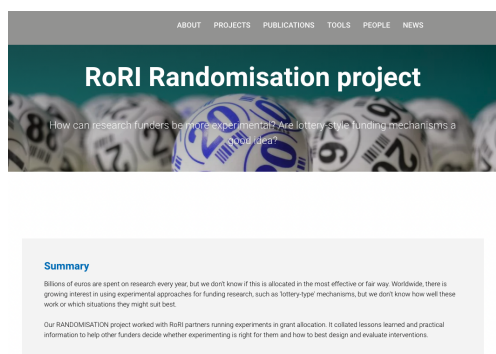 ABOUT PROJECTS PUBLICATIONS TOOLS PEOPLE NEWS
RoRI Randomisation project
How can research funders be more experimental? Are lottery-style funding mechanisms a
good idea?
Summary
Billions of euros are spent on research every year, but we don't know if this is allocated in the most effective or fair way. Worldwide, there is
growing interest in using experimental approaches for funding research, such as 'lottery-type' mechanisms, but we don't know how well these
work or which situations they might suit best.
Our RANDOMISATION project worked with RoRI partners running experiments in grant allocation. It collated lessons learned and practical
information to help other funders decide whether experimenting is right for them and how to best design and evaluate interventions.